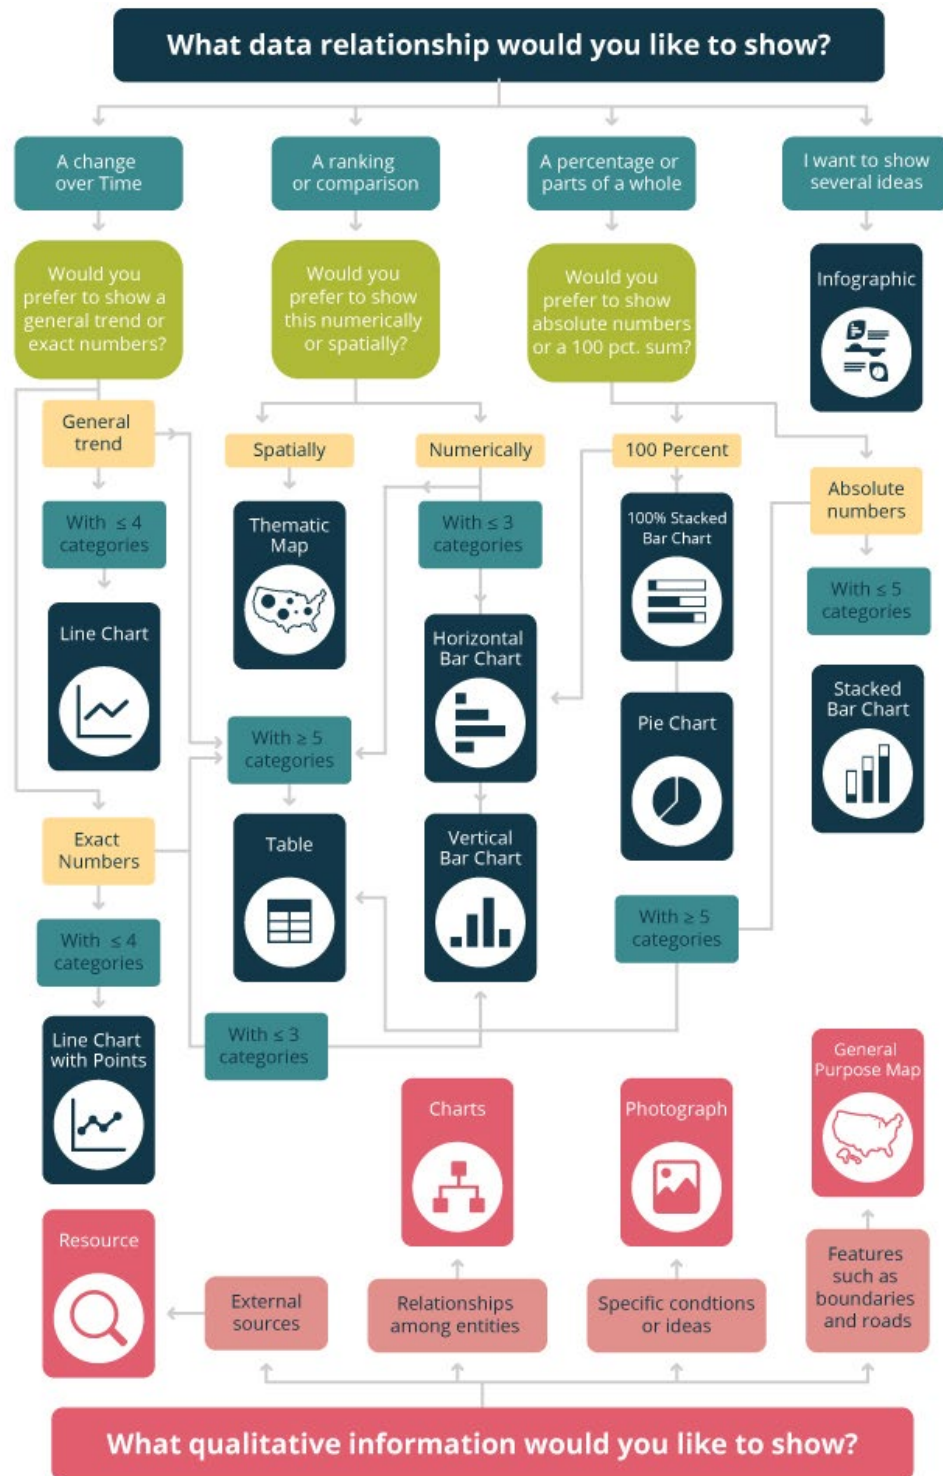 What data relationship would you like to show?
A change
over Time
A ranking
or comparison
A percentage or
parts of a whole
I want to show
several ideas
Would you
prefer to show a
general trend or
exact numbers?
Would you
prefer to show
this numerically
or spatially?
Would you
prefer to show
absolute numbers
or a 100 pct. sum?
Infographic
General
trend
Spatially
Numerically
100 Percent
Absolute
numbers
With ≤ 4
categories
Thematic
Map
With ≤ 3
categories
100% Stacked
Bar Chart
With ≤ 5
categories
Line Chart
Horizontal
Bar Chart
Pie Chart
Stacked
Bar Chart
With ≥ 5
categories
Exact
Numbers
Table
Vertical
Bar Chart
With ≤ 4
categories
With ≥ 5
categories
Line Chart
with Points
With ≤ 3
categories
General
Purpose Map
Charts
Photograph
Resource
External
sources
Relationships
among entities
Specific condtions
or ideas
Features
such as
boundaries
and roads
What qualitative information would you like to show?